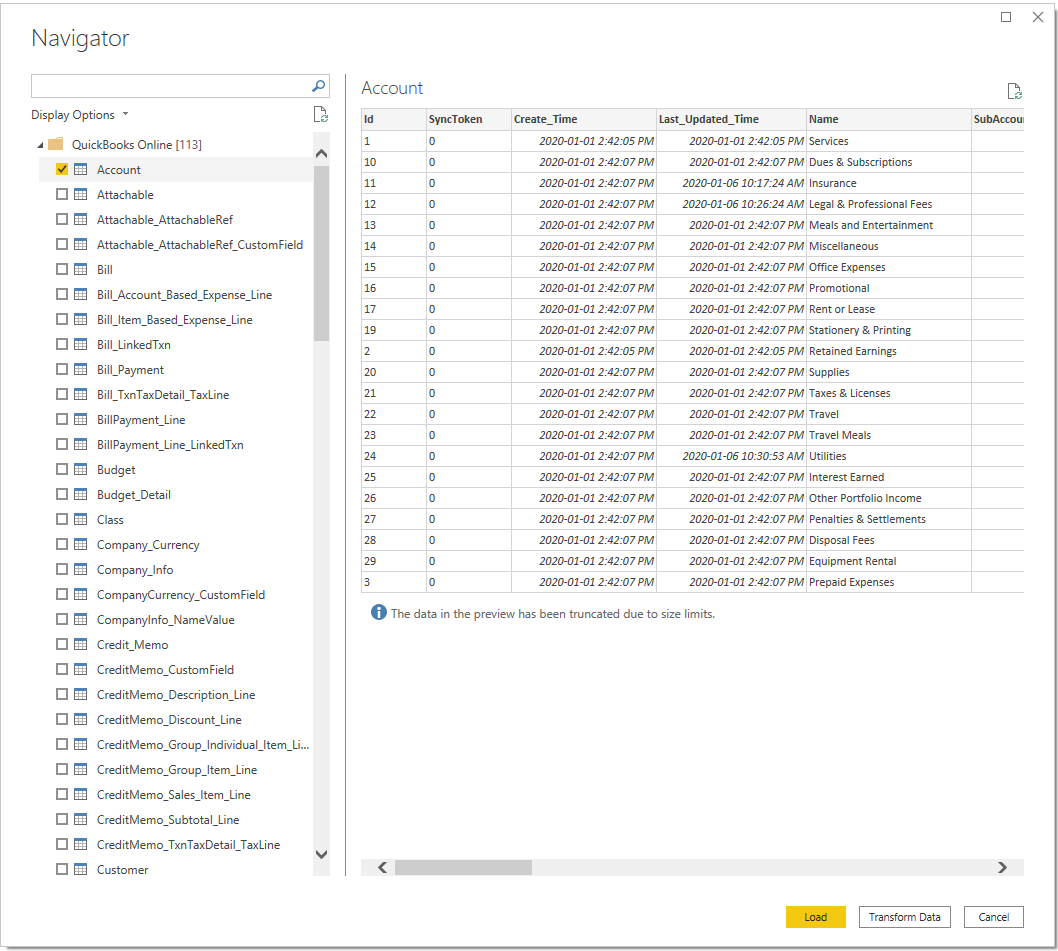 Navigator
Display Options
QuickBooks Online [113]
Account
Attachable
Attachable_AttachableRef
Attachable_AttachableRef_CustomField
Bill
Bill_Account_Based_Expense_Line
Bill_Item_Based_Expense_Line
Bill_LinkedTxn
Bill_Payment
Bill_TxnTaxDetail_TaxLine
BillPayment_Line
BillPayment_Line_LinkedTxn
Budget
Budget_Detail
Class
Company_Currency
Company_Info
CompanyCurrency_CustomField
CompanyInfo_NameValue
Credit_Memo
CreditMemo_CustomField
CreditMemo_Description_Line
CreditMemo_Discount_Line
CreditMemo_Group_Individual_Item_Li...
CreditMemo_Group_Item_Line
CreditMemo_Sales_Item_Line
CreditMemo_Subtotal_Line
CreditMemo_TxnTaxDetail_TaxLine
Customer
Account
Id SyncToken Create_Time Last_Updated_Time Name SubAccou
1 0 2020-01-01 2:42:05 PM 2020-01-01 2:42:05 PM Services
10 0 2020-01-01 2:42:07 PM 2020-01-01 2:42:07 PM Dues & Subscriptions
11 0 2020-01-01 2:42:07 PM 2020-01-06 10:17:24 AM Insurance
12 0 2020-01-01 2:42:07 PM 2020-01-06 10:26:24 AM Legal & Professional Fees
13 0 2020-01-01 2:42:07 PM 2020-01-01 2:42:07 PM Meals and Entertainment
14 0 2020-01-01 2:42:07 PM 2020-01-01 2:42:07 PM Miscellaneous
15 0 2020-01-01 2:42:07 PM 2020-01-01 2:42:07 PM Office Expenses
16 0 2020-01-01 2:42:07 PM 2020-01-01 2:42:07 PM Promotional
17 0 2020-01-01 2:42:07 PM 2020-01-01 2:42:07 PM Rent or Lease
19 0 2020-01-01 2:42:07 PM 2020-01-01 2:42:07 PM Stationery & Printing
2 0 2020-01-01 2:42:05 PM 2020-01-01 2:42:05 PM Retained Earnings
20 0 2020-01-01 2:42:07 PM 2020-01-01 2:42:07 PM Supplies
21 0 2020-01-01 2:42:07 PM 2020-01-01 2:42:07 PM Taxes & Licenses
22 0 2020-01-01 2:42:07 PM 2020-01-01 2:42:07 PM Travel
23 0 2020-01-01 2:42:07 PM 2020-01-01 2:42:07 PM Travel Meals
24 0 2020-01-01 2:42:07 PM 2020-01-06 10:30:53 AM Utilities
25 0 2020-01-01 2:42:07 PM 2020-01-01 2:42:07 PM Interest Earned
26 0 2020-01-01 2:42:07 PM 2020-01-01 2:42:07 PM Other Portfolio Income
27 0 2020-01-01 2:42:07 PM 2020-01-01 2:42:07 PM Penalties & Settlements
28 0 2020-01-01 2:42:07 PM 2020-01-01 2:42:07 PM Disposal Fees
29 0 2020-01-01 2:42:07 PM 2020-01-01 2:42:07 PM Equipment Rental
3 0 2020-01-01 2:42:07 PM 2020-01-01 2:42:07 PM Prepaid Expenses
The data in the preview has been truncated due to size limits.
Load Transform Data Cancel